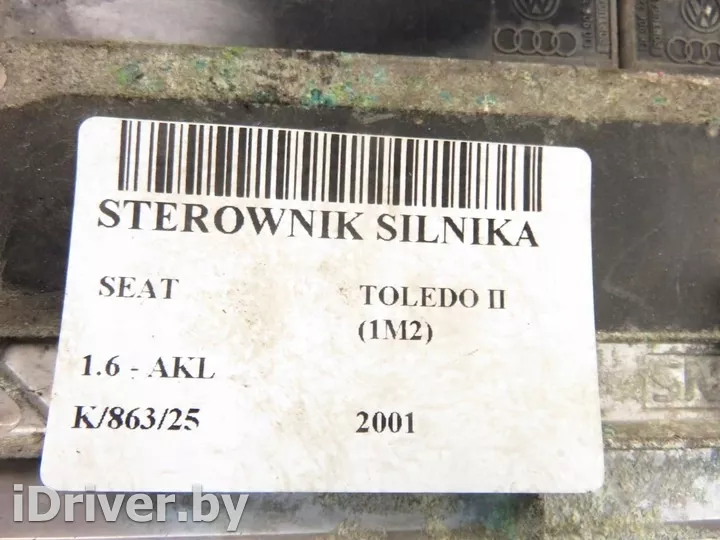 STEROWNIK SILNIKA
SEAT TOLEDO II
(1M2)
1.6 - AKL
K/863/25 2001
iDriver.by